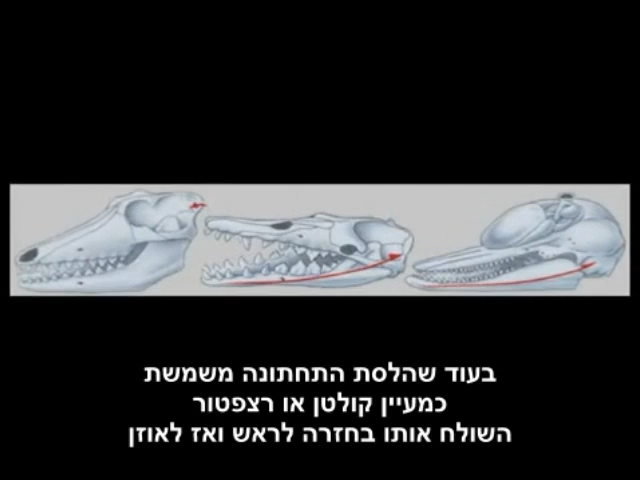 בעוד שהלסת התחתונה משמשת
כמעיין קולטן או רצפטור
השולח אותו בחזרה לראש ואז לאוזן